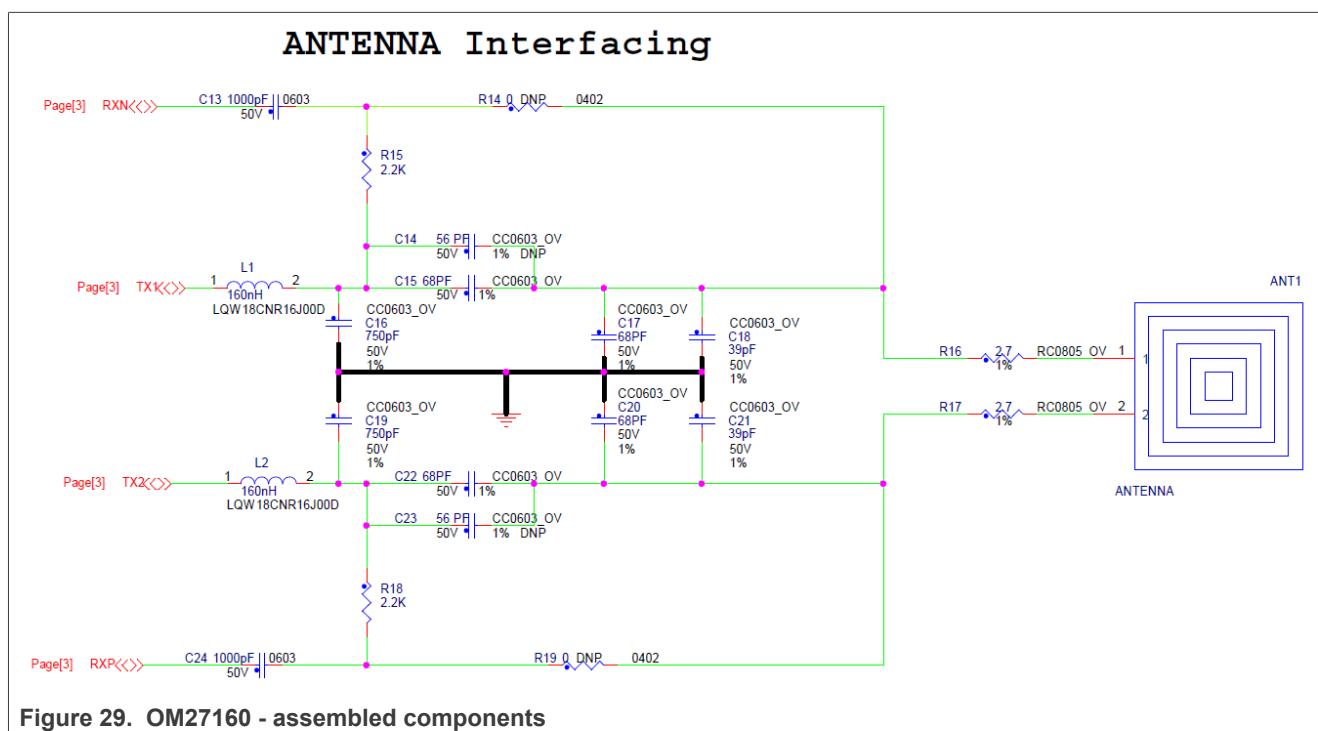 ANTENNA Interfacing
Page[3] RXN
C13 1000pF 0603
50V
R14 0 DNP 0402
R15
2.2K
C14 56 PF CC0603_OV
50V 1% DNP
L1
Page[3] TX1
1 2
160nH
LQW18CNR16J00D
C15 68PF CC0603_OV
50V 1%
ANT1
CC0603_OV
C16
750pF
50V
1%
CC0603_OV
C17
68PF
50V
1%
CC0603_OV
C18
39pF
50V
1%
R16 2.7 RC0805_OV 1
1%
1
R17 2.7 RC0805_OV 2
1%
2
CC0603_OV
C19
750pF
50V
1%
CC0603_OV
C20
68PF
50V
1%
CC0603_OV
C21
39pF
50V
1%
L2
Page[3] TX2
1 2
160nH
LQW18CNR16J00D
C22 68PF CC0603_OV
50V 1%
ANTENNA
C23 56 PF CC0603_OV
50V 1% DNP
R18
2.2K
Page[3] RXP
C24 1000pF 0603
50V
R19 0 DNP 0402
Figure 29. OM27160 - assembled components